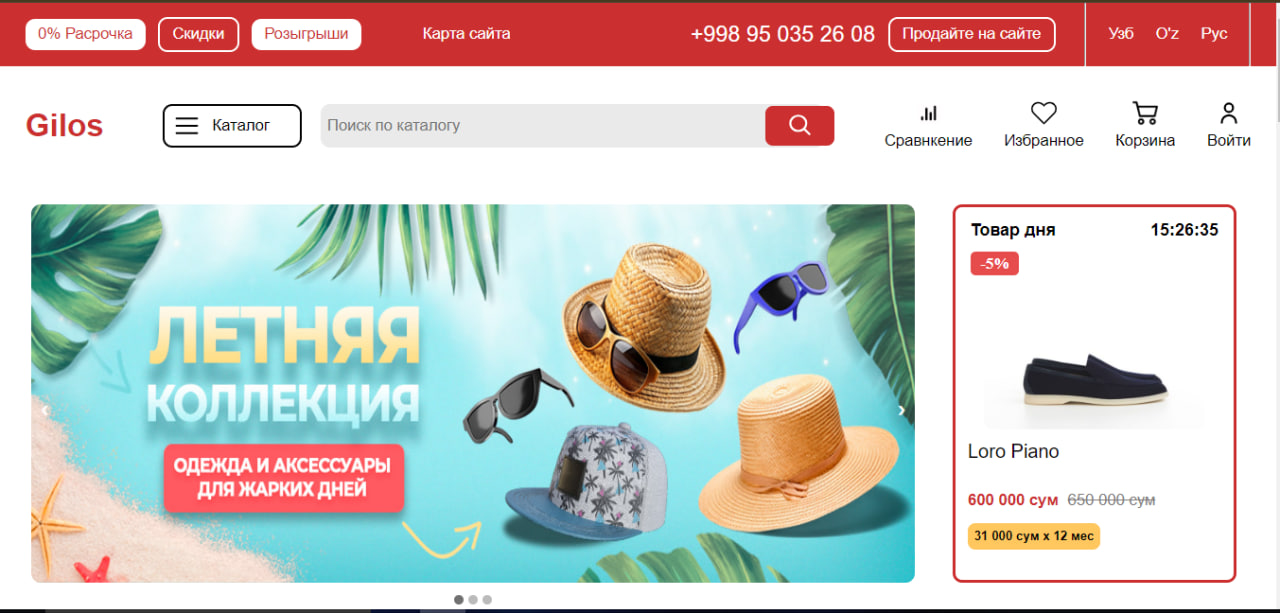 0% Расрочка Скидки Розыгрыши Карта сайта +998 95 035 26 08 Продайте на сайте Узб O'z Рус
Gilos Каталог Поиск по каталогу Сравнкение Избранное Корзина Войти
ЛЕТНЯЯ
КОЛЛЕКЦИЯ
ОДЕЖДА И АКСЕССУАРЫ
ДЛЯ ЖАРКИХ ДНЕЙ
Товар дня 15:26:35
-5%
Loro Piano
600 000 сум 650 000 сум
31 000 сум x 12 мес